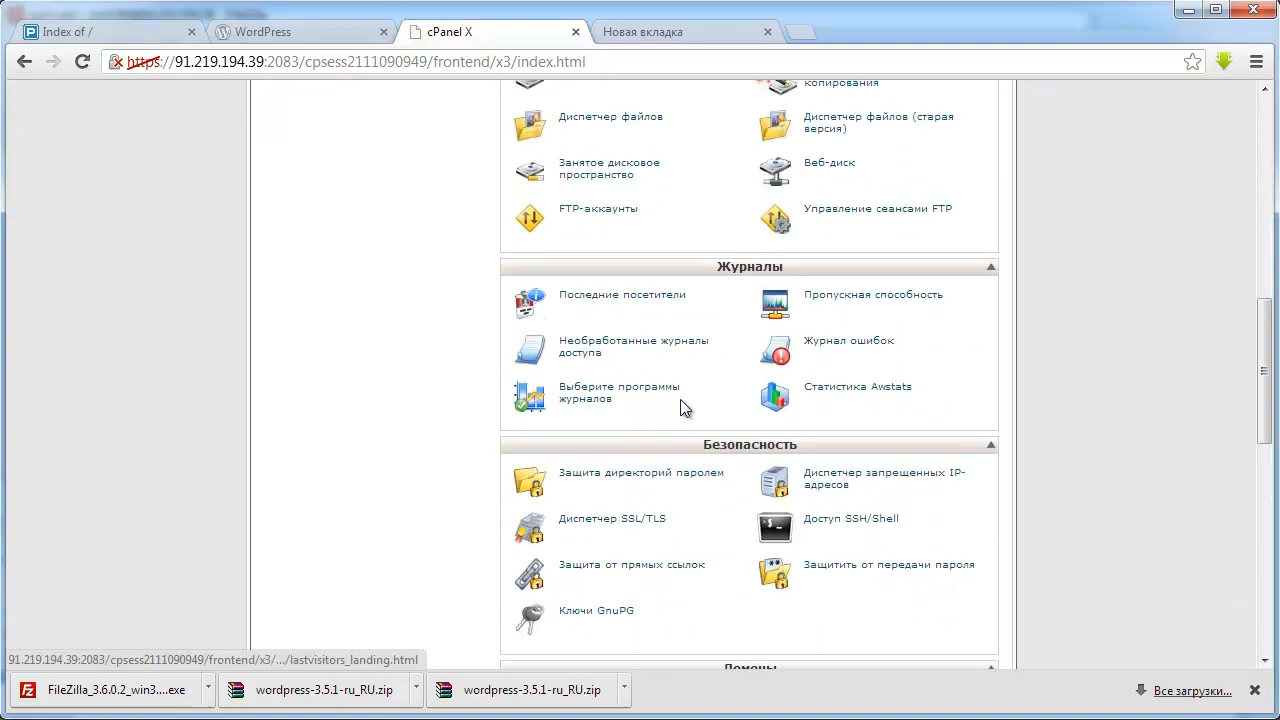 Index of
WordPress
cPanel X
Новая вкладка
https://91.219.194.39:2083/cpsess2111090949/frontend/x3/index.html
копирования
Диспетчер файлов
Диспетчер файлов (старая
версия)
Занятое дисковое
пространство
Веб-диск
FTP-аккаунты
Управление сеансами FTP
Журналы
Последние посетители
Пропускная способность
Необработанные журналы
доступа
Журнал ошибок
Выберите программы
журналов
Статистика Awstats
Безопасность
Защита директорий паролем
Диспетчер запрещенных IP-
адресов
Диспетчер SSL/TLS
Доступ SSH/Shell
Защита от прямых ссылок
Защитить от передачи пароля
Ключи GnuPG
Домены
91.219.194.39:2083/cpsess2111090949/frontend/x3/.../lastvisitors_landing.html
FileZilla_3.6.0.2_win3....exe
wordpress-3.5.1-ru_RU.zip
wordpress-3.5.1-ru_RU.zip
Все загрузки...